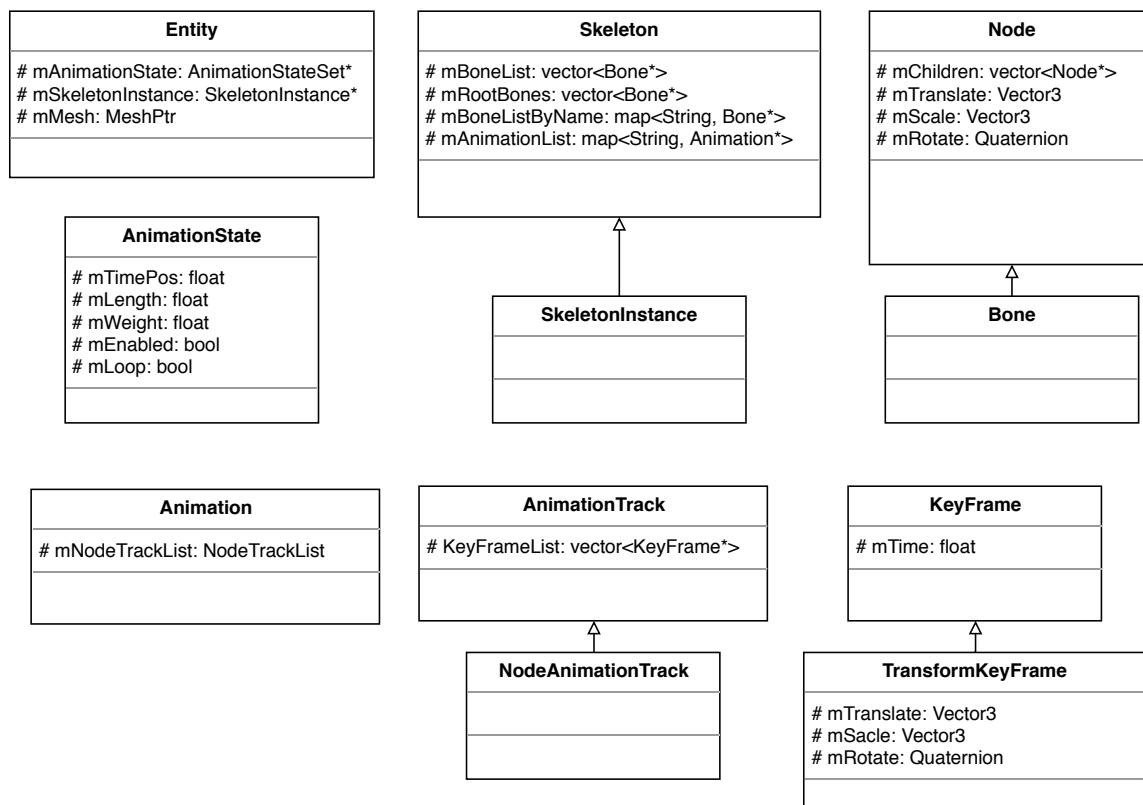 Entity
# mAnimationState: AnimationStateSet*
# mSkeletonInstance: SkeletonInstance*
# mMesh: MeshPtr
Skeleton
# mBoneList: vector<Bone*>
# mRootBones: vector<Bone*>
# mBoneListByName: map<String, Bone*>
# mAnimationList: map<String, Animation*>
Node
# mChildren: vector<Node*>
# mTranslate: Vector3
# mScale: Vector3
# mRotate: Quaternion
AnimationState
# mTimePos: float
# mLength: float
# mWeight: float
# mEnabled: bool
# mLoop: bool
SkeletonInstance
Bone
Animation
# mNodeTrackList: NodeTrackList
AnimationTrack
# KeyFrameList: vector<KeyFrame*>
KeyFrame
# mTime: float
NodeAnimationTrack
TransformKeyFrame
# mTranslate: Vector3
# mSacle: Vector3
# mRotate: Quaternion